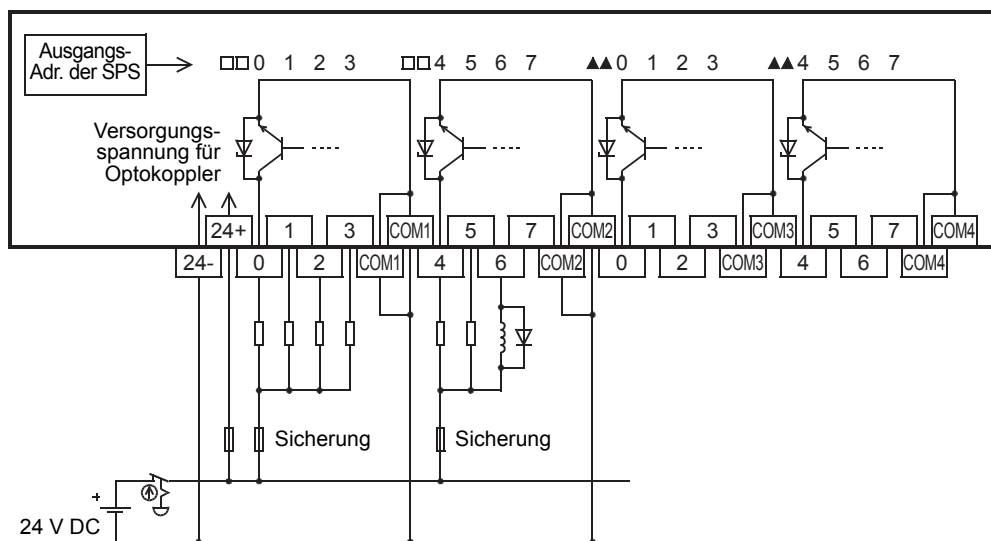 Ausgangs-
Adr. der SPS
□□0 1 2 3 □□4 5 6 7 ▲▲0 1 2 3 ▲▲4 5 6 7
Versorgungs-
spannung für
Optokoppler
24+ 1 3 COM1 5 7 COM2 1 3 COM3 5 7 COM4
24- 0 2 COM1 4 6 COM2 0 2 COM3 4 6 COM4
Sicherung Sicherung
+
24 V DC